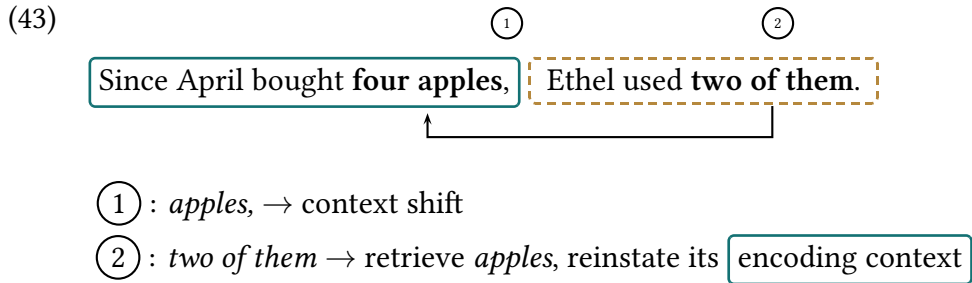 (43)
① ②
Since April bought four apples, Ethel used two of them.
① : apples, → context shift
② : two of them → retrieve apples, reinstate its encoding context